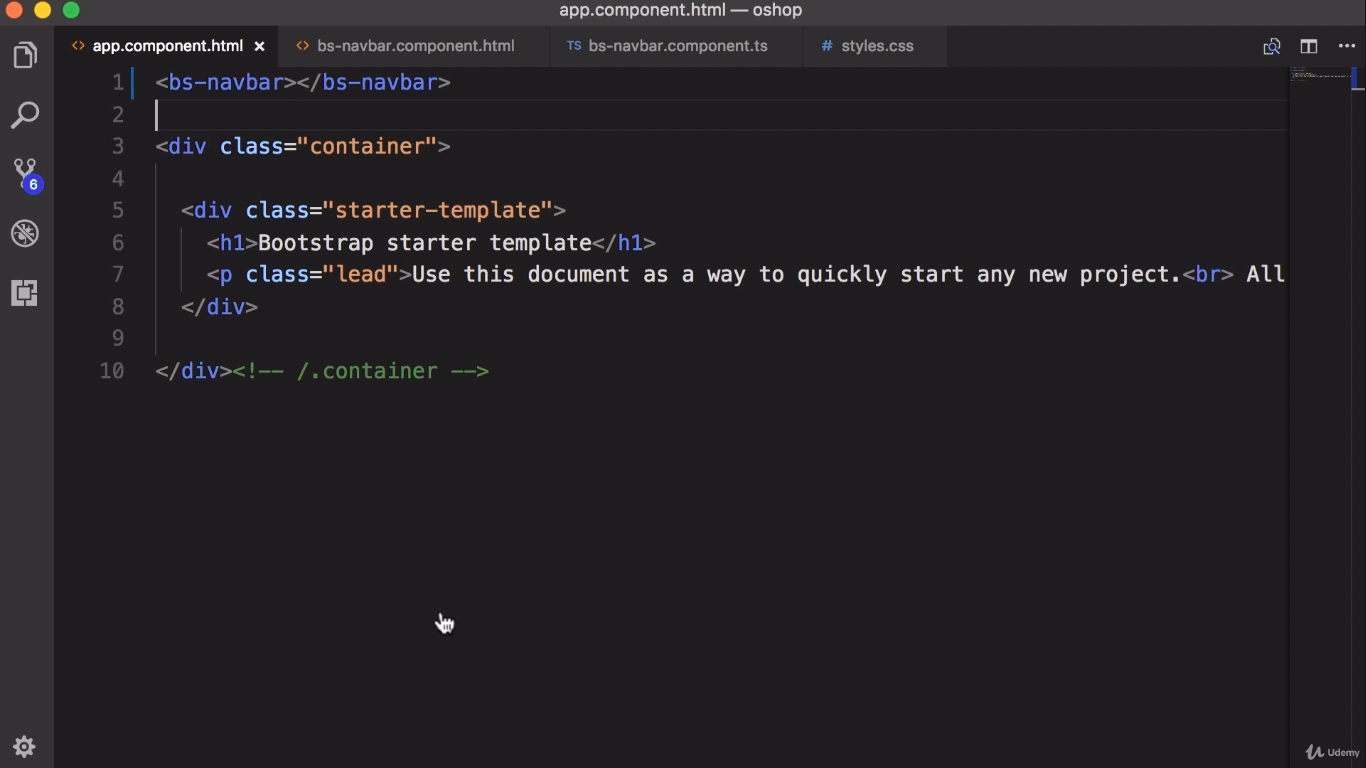 app.component.html — oshop
<> app.component.html × <> bs-navbar.component.html TS bs-navbar.component.ts # styles.css
1 <bs-navbar></bs-navbar>
2
3 <div class="container">
4
5 <div class="starter-template">
6 <h1>Bootstrap starter template</h1>
7 <p class="lead">Use this document as a way to quickly start any new project.<br> All
8 </div>
9
10 </div><!-- /.container -->
6
Udemy